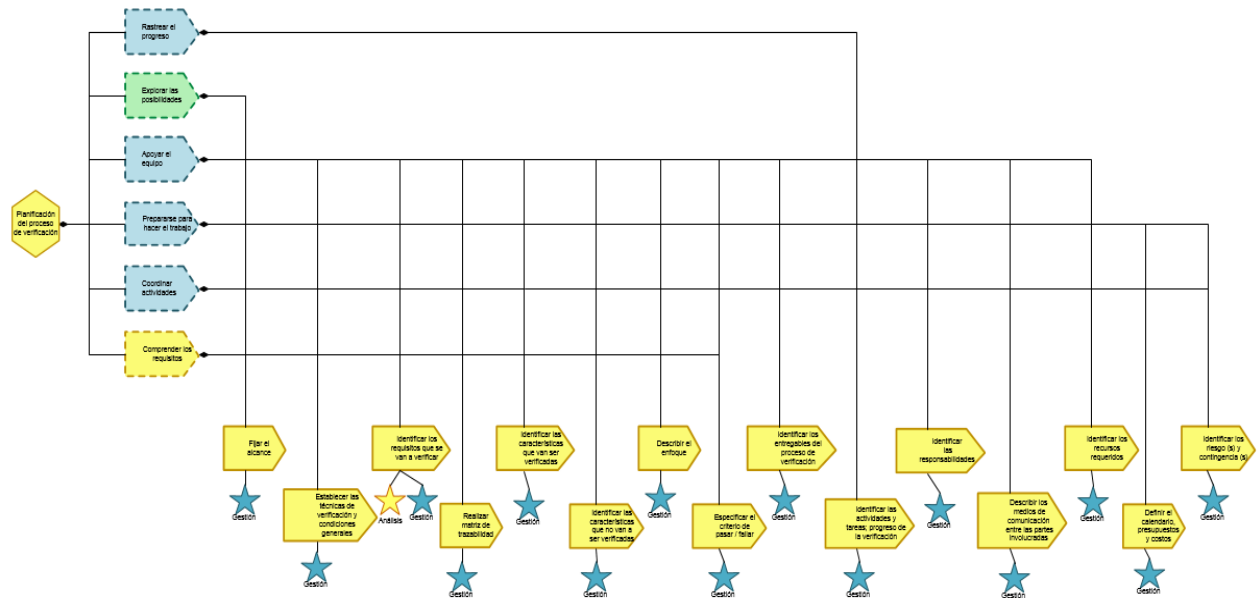 Rastrear el
progreso
Explorar las
posibilidades
Apoyar el
equipo
Planificación
del proceso
de verificación
Prepararse para
hacer el trabajo
Coordinar
actividades
Comprender los
requisitos
Fijar el
alcance
Gestión
Establecer las
técnicas de
verificación y
condiciones
generales
Gestión
Identificar los
requisitos que se
van a verificar
Análisis
Gestión
Realizar
matriz de
trazabilidad
Gestión
Identificar las
características
que van ser
verificadas
Gestión
Identificar las
características
que no van a
ser verificadas
Gestión
Describir el
enfoque
Gestión
Especificar el
criterio de
pasar / fallar
Gestión
Identificar los
entregables del
proceso de
verificación
Gestión
Identificar las
actividades y
tareas; progreso de
la verificación
Gestión
Identificar
las
responsabilidades
Gestión
Describir los
medios de
comunicación
entre las partes
involucradas
Gestión
Identificar los
recursos
requeridos
Gestión
Definir el
calendario,
presupuestos
y costos
Gestión
Identificar los
riesgo (s) y
contingencia (s)
Gestión